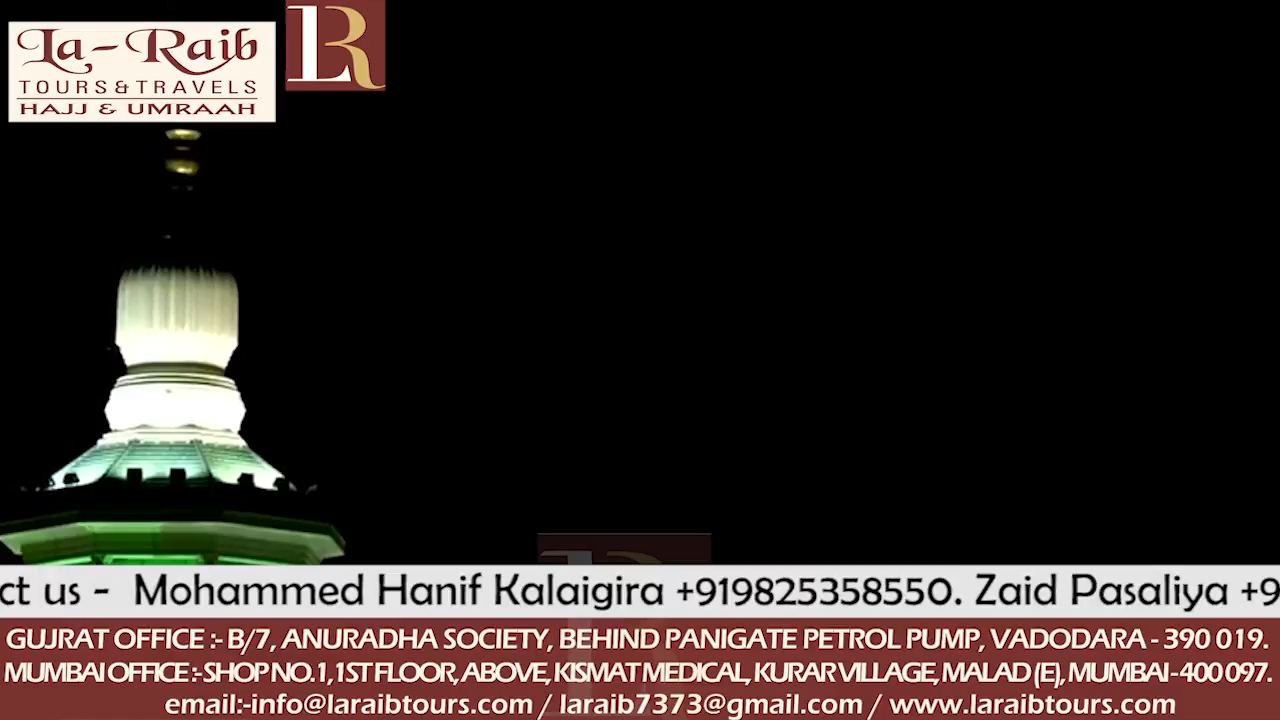 La-Raib
TOURS & TRAVELS
HAJJ & UMRAAH
LR
ct us - Mohammed Hanif Kalaigira +919825358550. Zaid Pasaliya +9
GUJRAT OFFICE :- B/7, ANURADHA SOCIETY, BEHIND PANIGATE PETROL PUMP, VADODARA - 390 019.
MUMBAI OFFICE :- SHOP NO. 1, 1ST FLOOR, ABOVE, KISMAT MEDICAL, KURAR VILLAGE, MALAD (E), MUMBAI - 400 097.
email:-info@laraibtours.com / laraib7373@gmail.com / www.laraibtours.com